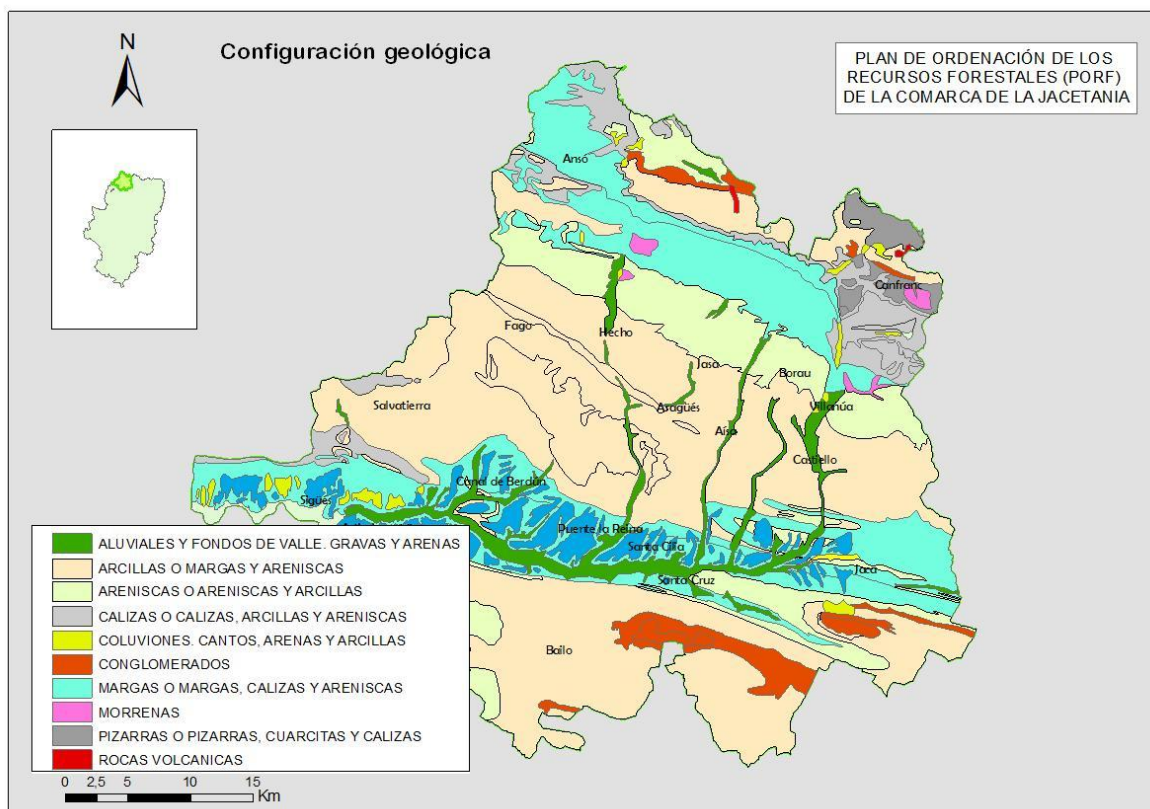 Configuración geológica
PLAN DE ORDENACIÓN DE LOS
RECURSOS FORESTALES (PORF)
DE LA COMARCA DE LA JACETANIA
N
Ansó
Canfranc
Fago
Hecho
Jasa
Borau
Salvatierra
Aragüés
Villanúa
Aísa
Castiello
Canal de Berdún
Sigüés
Puente la Reina
Santa Cilia
Jaca
Santa Cruz
Bailo
ALUVIALES Y FONDOS DE VALLE. GRAVAS Y ARENAS
ARCILLAS O MARGAS Y ARENISCAS
ARENISCAS O ARENISCAS Y ARCILLAS
CALIZAS O CALIZAS, ARCILLAS Y ARENISCAS
COLUVIONES. CANTOS, ARENAS Y ARCILLAS
CONGLOMERADOS
MARGAS O MARGAS, CALIZAS Y ARENISCAS
MORRENAS
PIZARRAS O PIZARRAS, CUARCITAS Y CALIZAS
ROCAS VOLCANICAS
0 2,5 5 10 15
Km